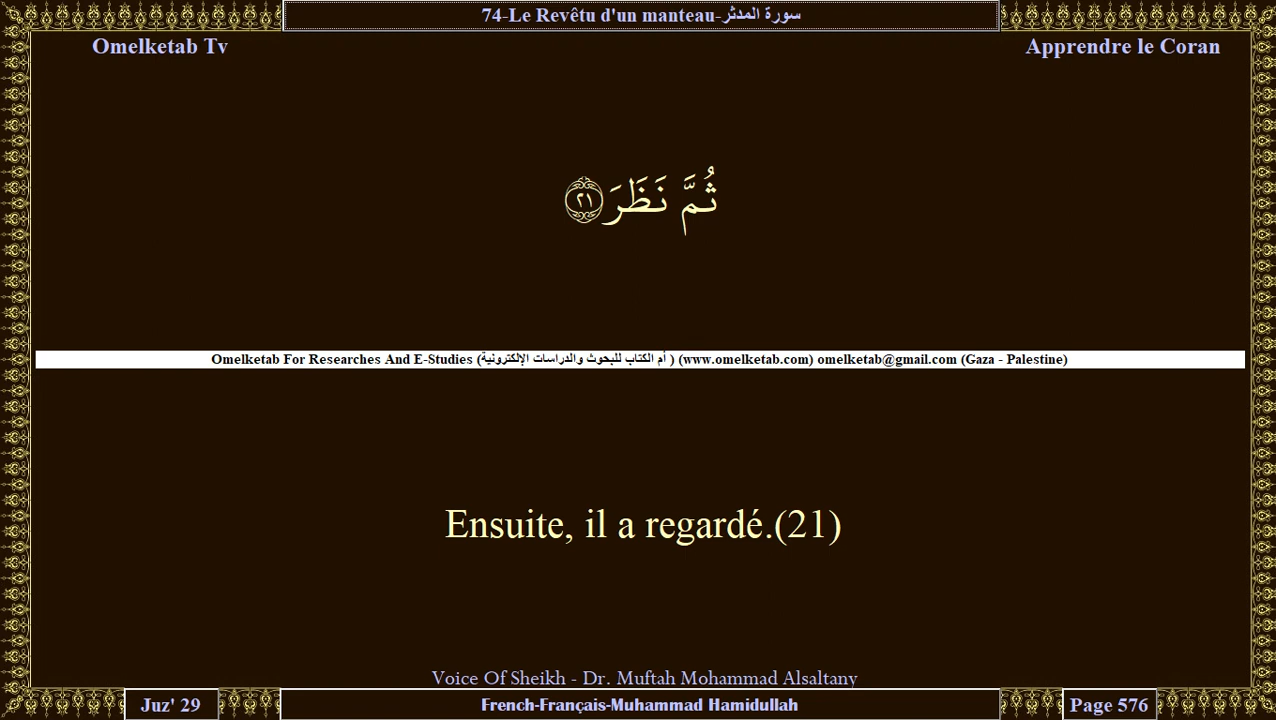 74-Le Revêtu d'un manteau-سورة المدثر
Omelketab Tv
Apprendre le Coran
ثُمَّ نَظَرَ ٢١
Omelketab For Researches And E-Studies (أم الكتاب للبحوث والدراسات الإلكترونية ) (www.omelketab.com) omelketab@gmail.com (Gaza - Palestine)
Ensuite, il a regardé.(21)
Voice Of Sheikh - Dr. Muftah Mohammad Alsaltany
Juz' 29
French-Français-Muhammad Hamidullah
Page 576